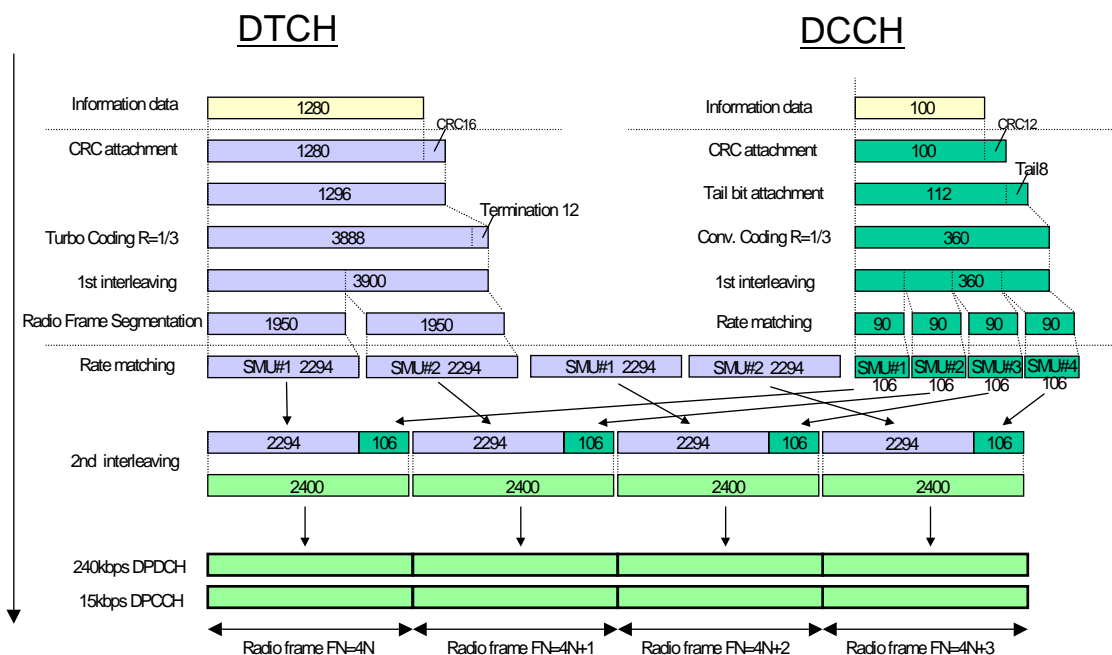 DTCH
DCCH
Information data
1280
Information data
100
CRC16
CRC12
CRC attachment
1280
CRC attachment
100
Tail8
1296
Tail bit attachment
112
Termination 12
Turbo Coding R=1/3
3888
Conv. Coding R=1/3
360
1st interleaving
3900
1st interleaving
360
Radio Frame Segmentation
1950
1950
Rate matching
90
90
90
90
Rate matching
SMU#1 2294
SMU#2 2294
SMU#1 2294
SMU#2 2294
SMU#1
106
SMU#2
106
SMU#3
106
SMU#4
106
2nd interleaving
2294
106
2294
106
2294
106
2294
106
2400
2400
2400
2400
240kbps DPDCH
15kbps DPCCH
Radio frame FN=4N
Radio frame FN=4N+1
Radio frame FN=4N+2
Radio frame FN=4N+3